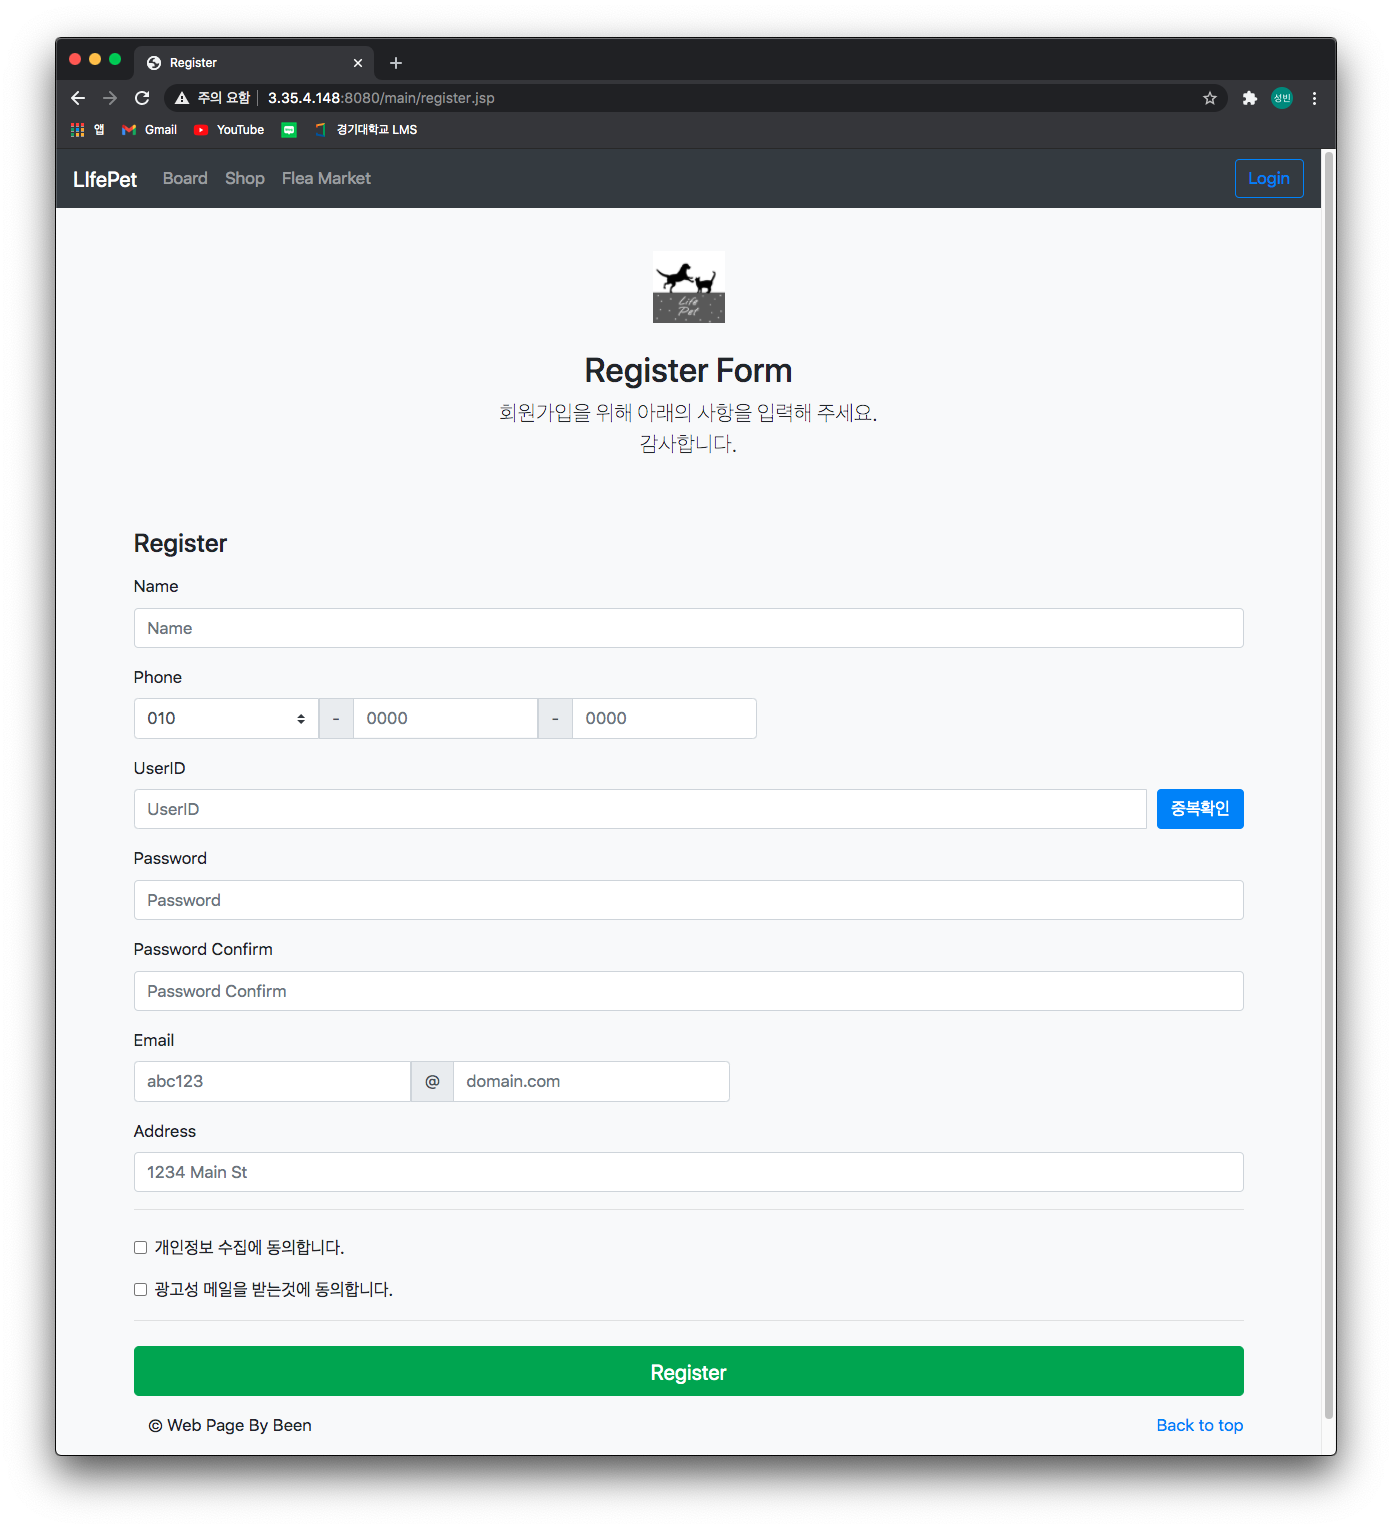 Register
주의 요함 3.35.4.148:8080/main/register.jsp
성빈
앱 Gmail YouTube 경기대학교 LMS
LIfePet Board Shop Flea Market Login
Life
Pet
Register Form
회원가입을 위해 아래의 사항을 입력해 주세요.
감사합니다.
Register
Name
Name
Phone
010 - 0000 - 0000
UserID
UserID 중복확인
Password
Password
Password Confirm
Password Confirm
Email
abc123 @ domain.com
Address
1234 Main St
개인정보 수집에 동의합니다.
광고성 메일을 받는것에 동의합니다.
Register
© Web Page By Been Back to top